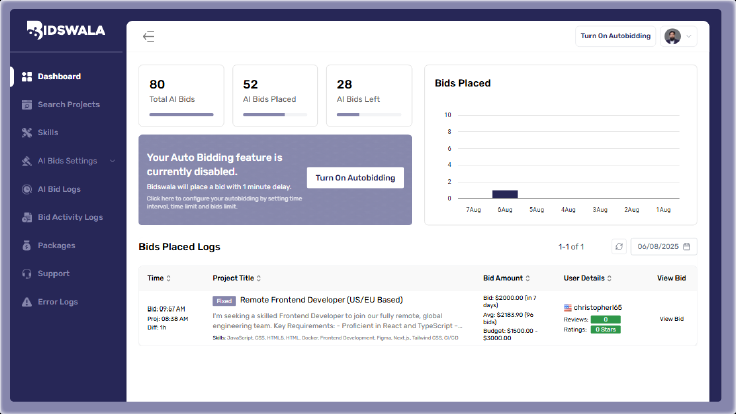 BIDSWALA
Turn On Autobidding
Dashboard
Search Projects
Skills
AI Bids Settings
AI Bid Logs
Bid Activity Logs
Packages
Support
Error Logs
80
Total AI Bids
52
AI Bids Placed
28
AI Bids Left
Your Auto Bidding feature is
currently disabled.
Bidswala will place a bid with 1 minute delay.
Click here to configure your autobidding by setting time
interval, time limit and bids limit.
Turn On Autobidding
Bids Placed
10
8
6
4
2
0
7Aug 6Aug 5Aug 4Aug 3Aug 2Aug 1Aug
Bids Placed Logs
1-1 of 1
06/08/2025
Time Project Title Bid Amount User Details View Bid
Bid: 09:57 AM
Proj: 08:38 AM
Diff: 1h
Fixed Remote Frontend Developer (US/EU Based)
I'm seeking a skilled Frontend Developer to join our fully remote, global
engineering team. Key Requirements: - Proficient in React and TypeScript -...
Skills: JavaScript, CSS, HTML5, HTML, Docker, Frontend Development, Figma, Next.js, Tailwind CSS, CI/CD
Bid: $2000.00 (in 7
days)
Avg: $2183.90 (96
bids)
Budget: $1500.00 -
$3000.00
christopherl65
Reviews: 0
Ratings: 0 Stars
View Bid